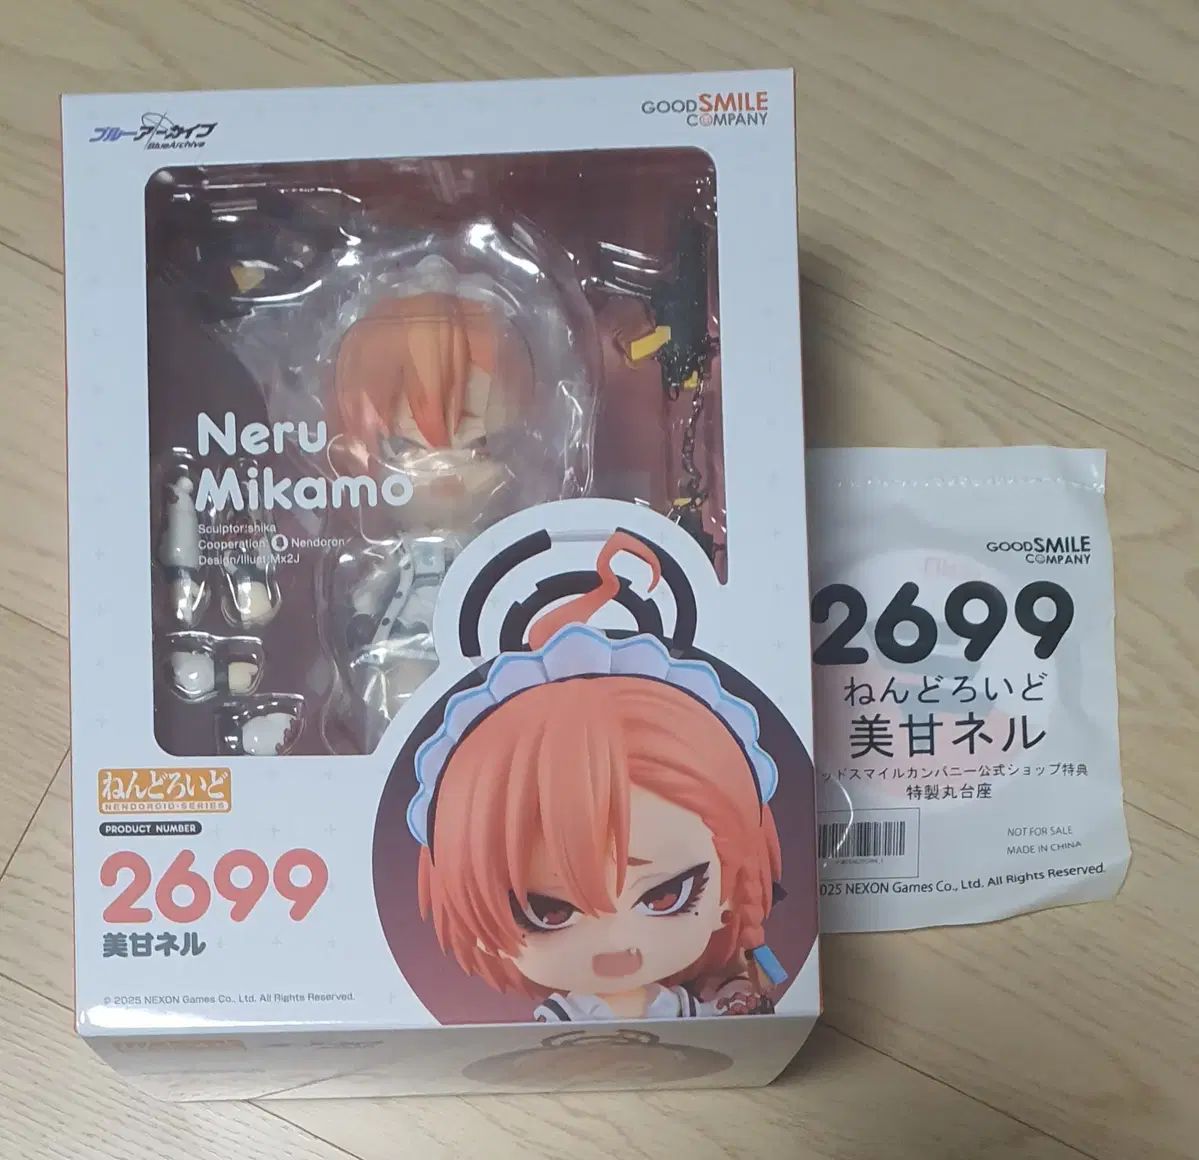 ブルーアーカイブ
BlueArchive
GOOD SMILE
COMPANY
Neru
Mikamo
Sculptor:shika
Cooperation: Nendoron
Design/Illust:Mx2J
ねんどろいど
NENDOROID-SERIES
PRODUCT NUMBER
2699
美甘ネル
© 2025 NEXON Games Co., Ltd. All Rights Reserved.
GOOD SMILE
COMPANY
2699
ねんどろいど
美甘ネル
ッドスマイルカンパニー公式ショップ特典
特製丸台座
NOT FOR SALE
MADE IN CHINA
025 NEXON Games Co., Ltd. All Rights Reserved.